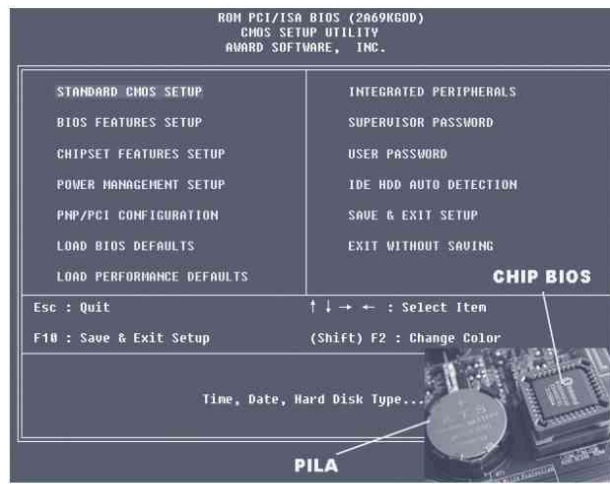 ROM PCI/ISA BIOS (2A69KGOD)
CMOS SETUP UTILITY
AWARD SOFTWARE, INC.
STANDARD CMOS SETUP
BIOS FEATURES SETUP
CHIPSET FEATURES SETUP
POWER MANAGEMENT SETUP
PNP/PCI CONFIGURATION
LOAD BIOS DEFAULTS
LOAD PERFORMANCE DEFAULTS
INTEGRATED PERIPHERALS
SUPERVISOR PASSWORD
USER PASSWORD
IDE HDD AUTO DETECTION
SAVE & EXIT SETUP
EXIT WITHOUT SAVING
CHIP BIOS
Esc : Quit
↑ ↓ → ← : Select Item
F10 : Save & Exit Setup
(Shift) F2 : Change Color
Time, Date, Hard Disk Type...
PILA